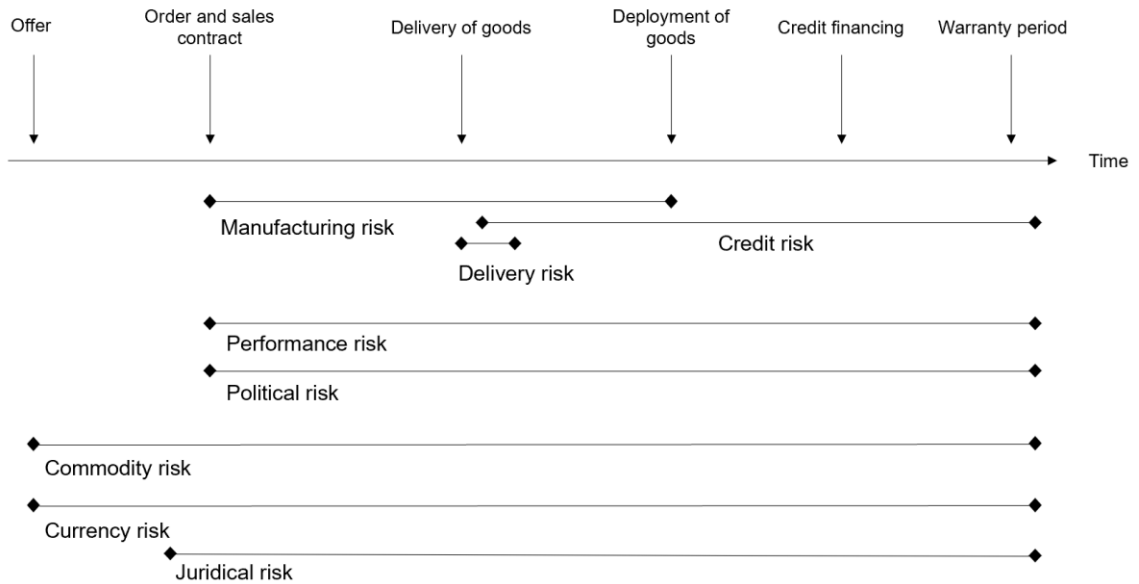 Offer
Order and sales
contract
Delivery of goods
Deployment of
goods
Credit financing
Warranty period
Time
Manufacturing risk
Credit risk
Delivery risk
Performance risk
Political risk
Commodity risk
Currency risk
Juridical risk